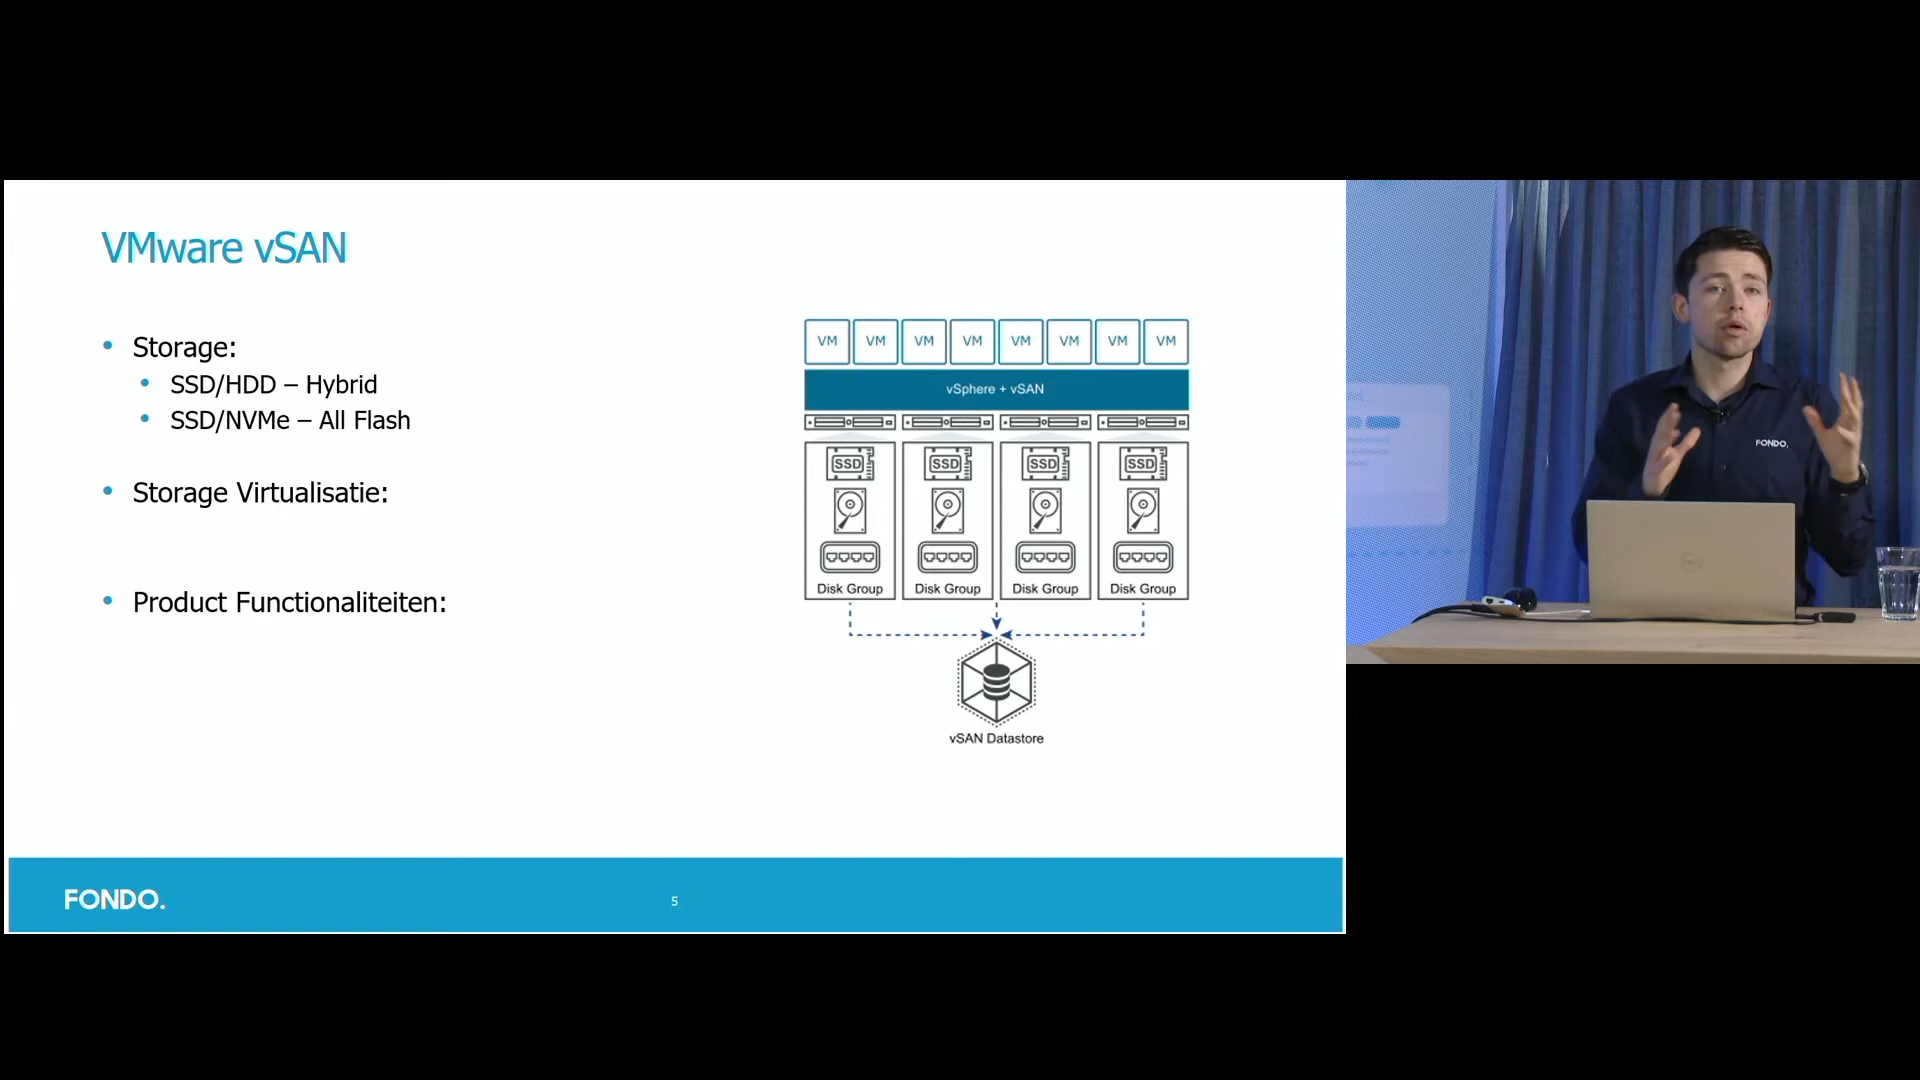 VMware vSAN
Storage:
SSD/HDD – Hybrid
SSD/NVMe – All Flash
Storage Virtualisatie:
Product Functionaliteiten:
VM VM VM VM VM VM VM VM
vSphere + vSAN
SSD SSD SSD SSD
Disk Group Disk Group Disk Group Disk Group
vSAN Datastore
FONDO.
5
FONDO.